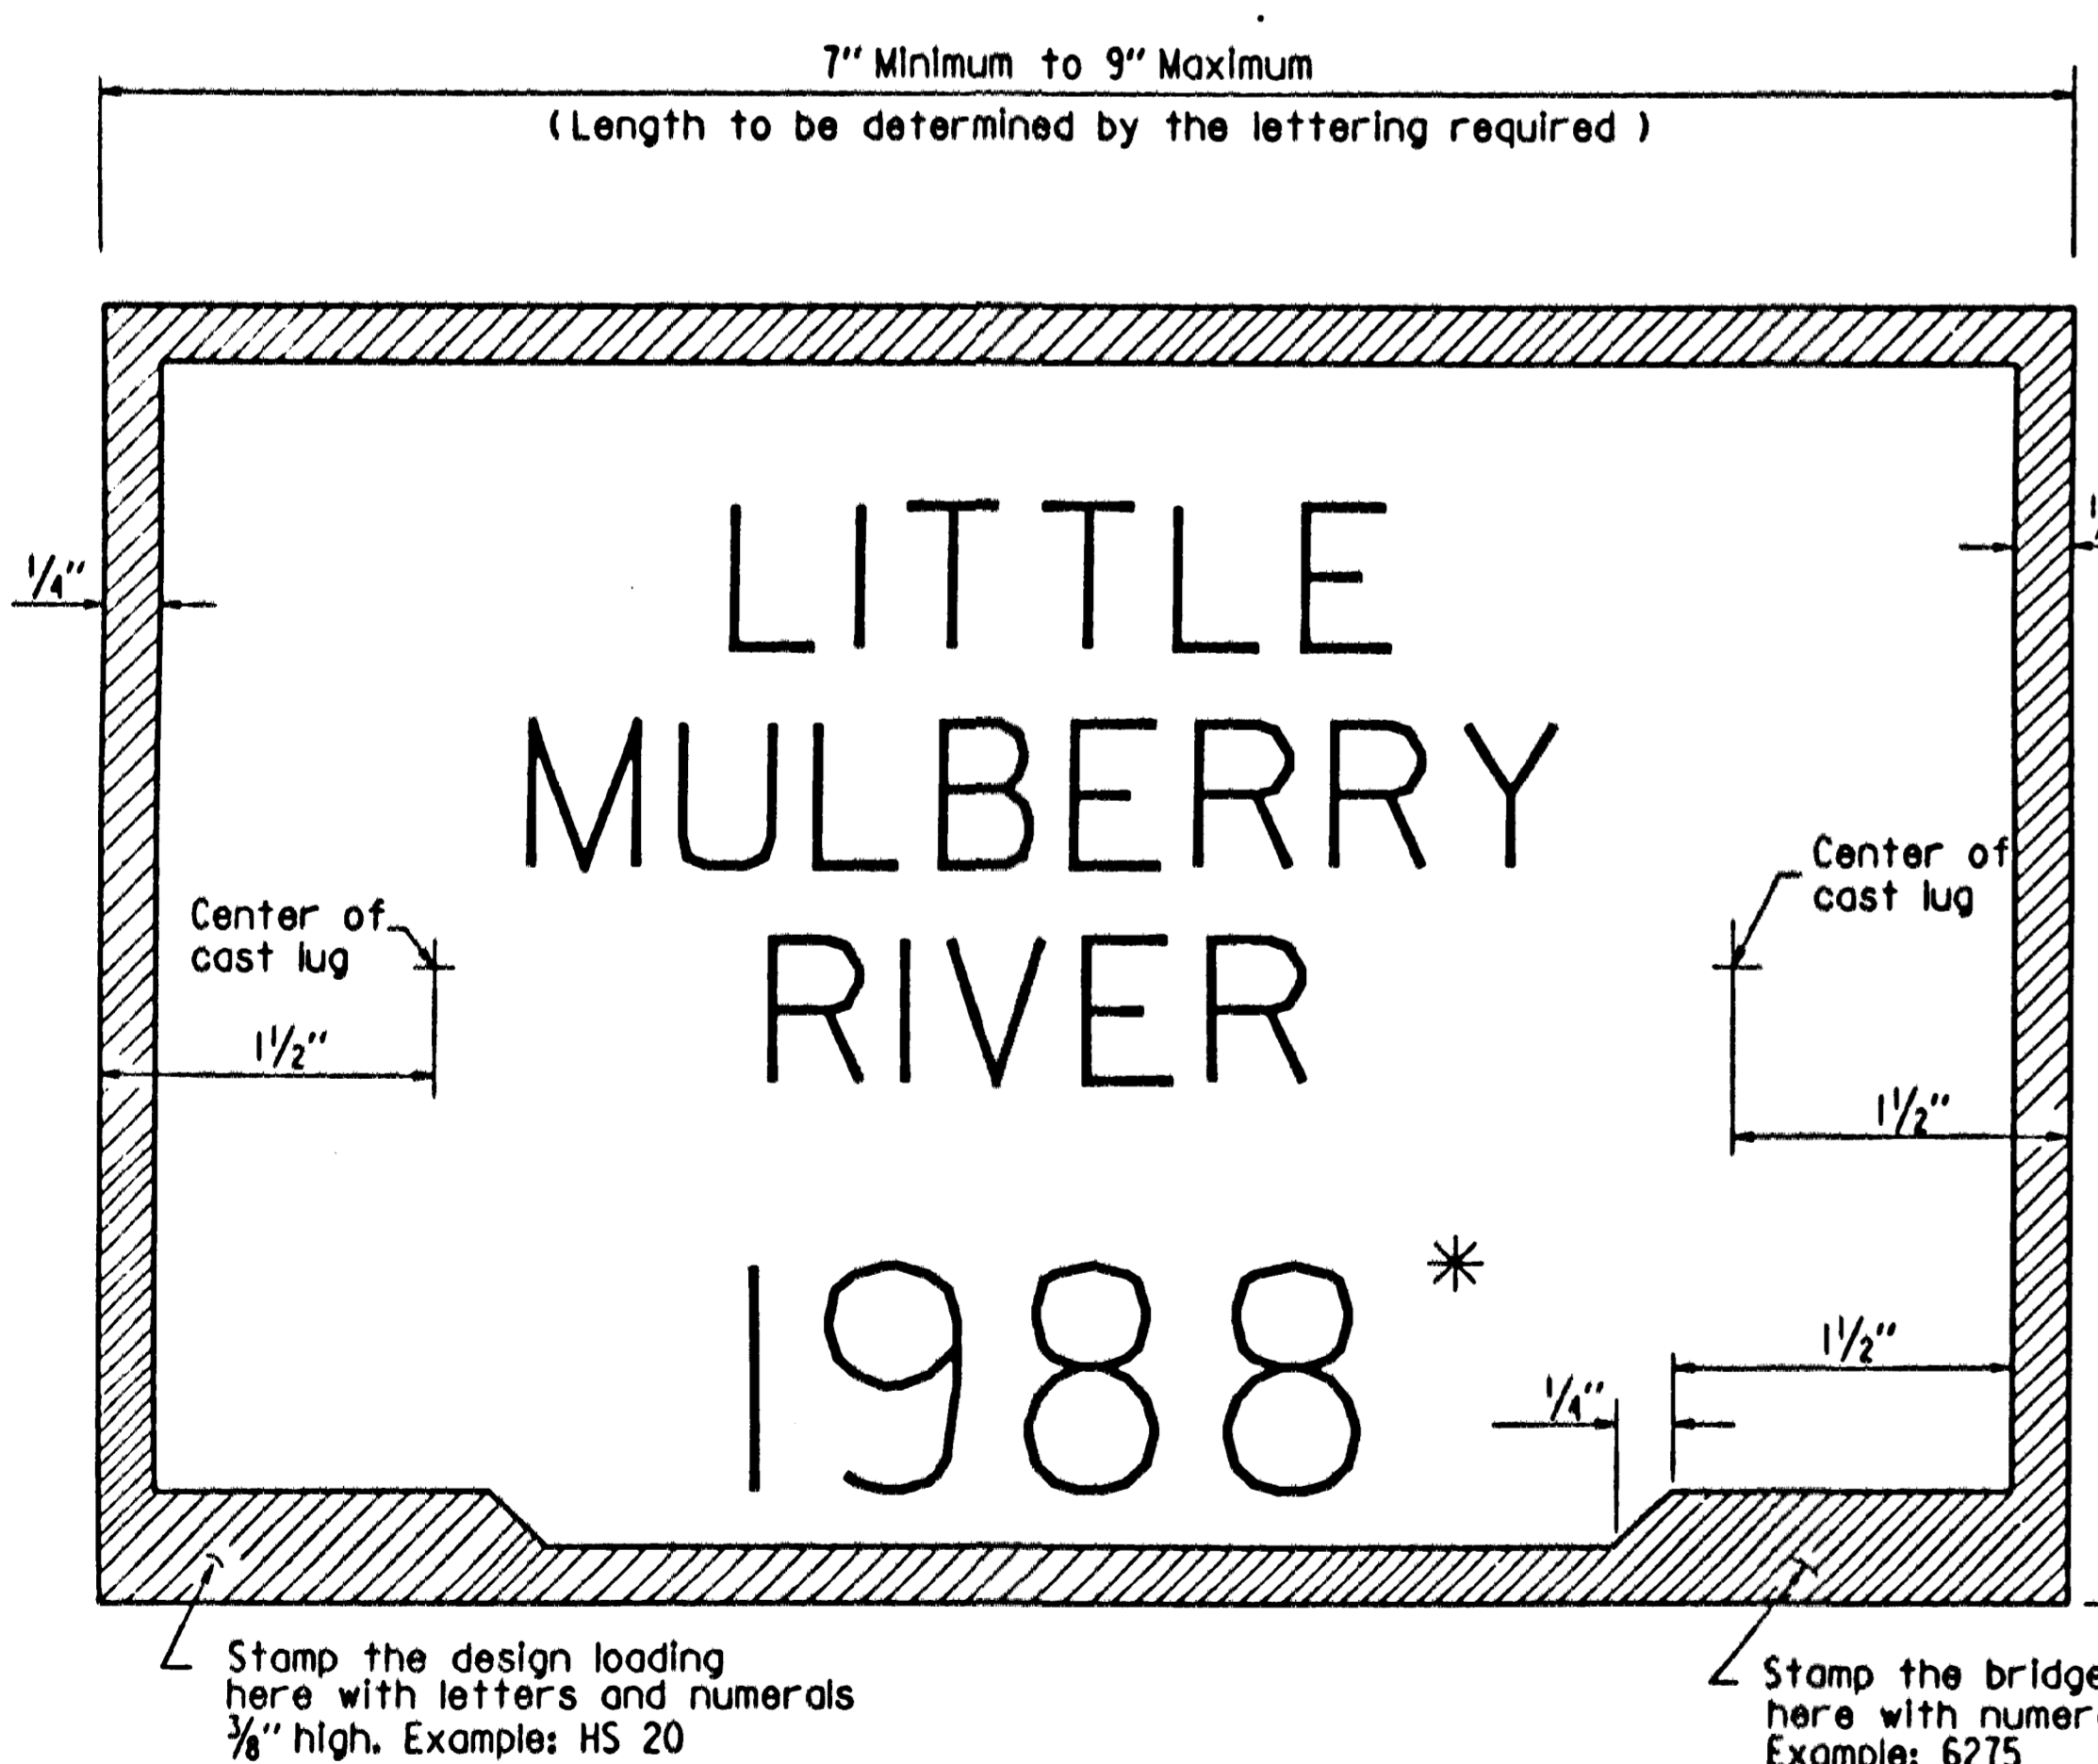 7" Minimum to 9" Maximum
(Length to be determined by the lettering required)
1/4"
LITTLE
MULBERRY
RIVER
Center of
cast lug
Center of
cast lug
1 1/2"
1 1/2"
1988*
1 1/2"
1/4"
Stamp the design loading
here with letters and numerals
3/8" high. Example: HS 20
Stamp the bridge
here with
Example: 6275